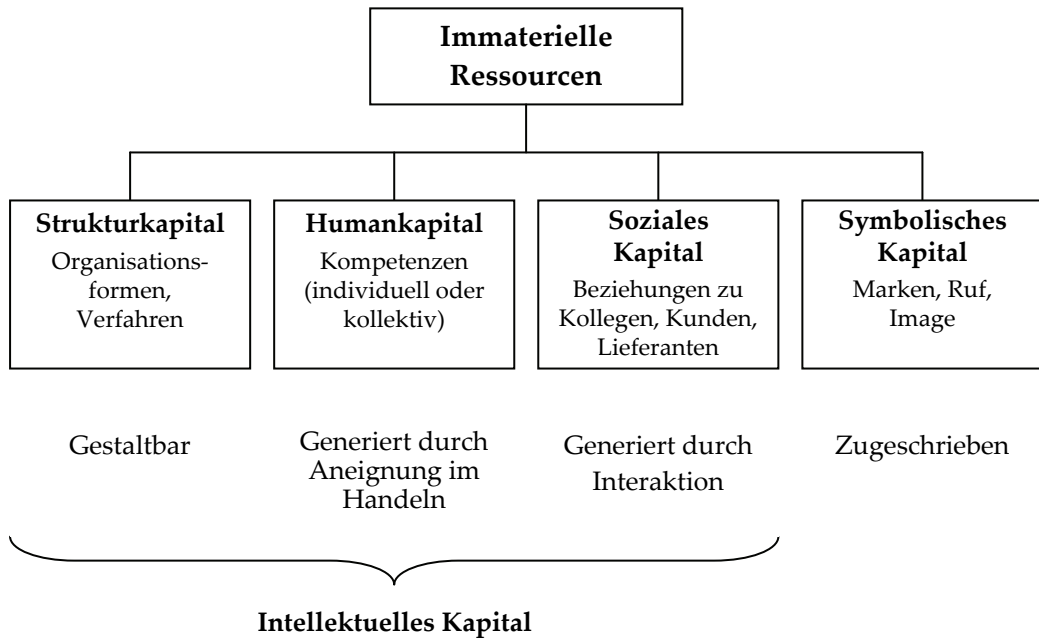 Immaterielle
Ressourcen
Strukturkapital
Organisations-
formen,
Verfahren
Humankapital
Kompetenzen
(individuell oder
kollektiv)
Soziales
Kapital
Beziehungen zu
Kollegen, Kunden,
Lieferanten
Symbolisches
Kapital
Marken, Ruf,
Image
Gestaltbar
Generiert durch
Aneignung im
Handeln
Generiert durch
Interaktion
Zugeschrieben
Intellektuelles Kapital